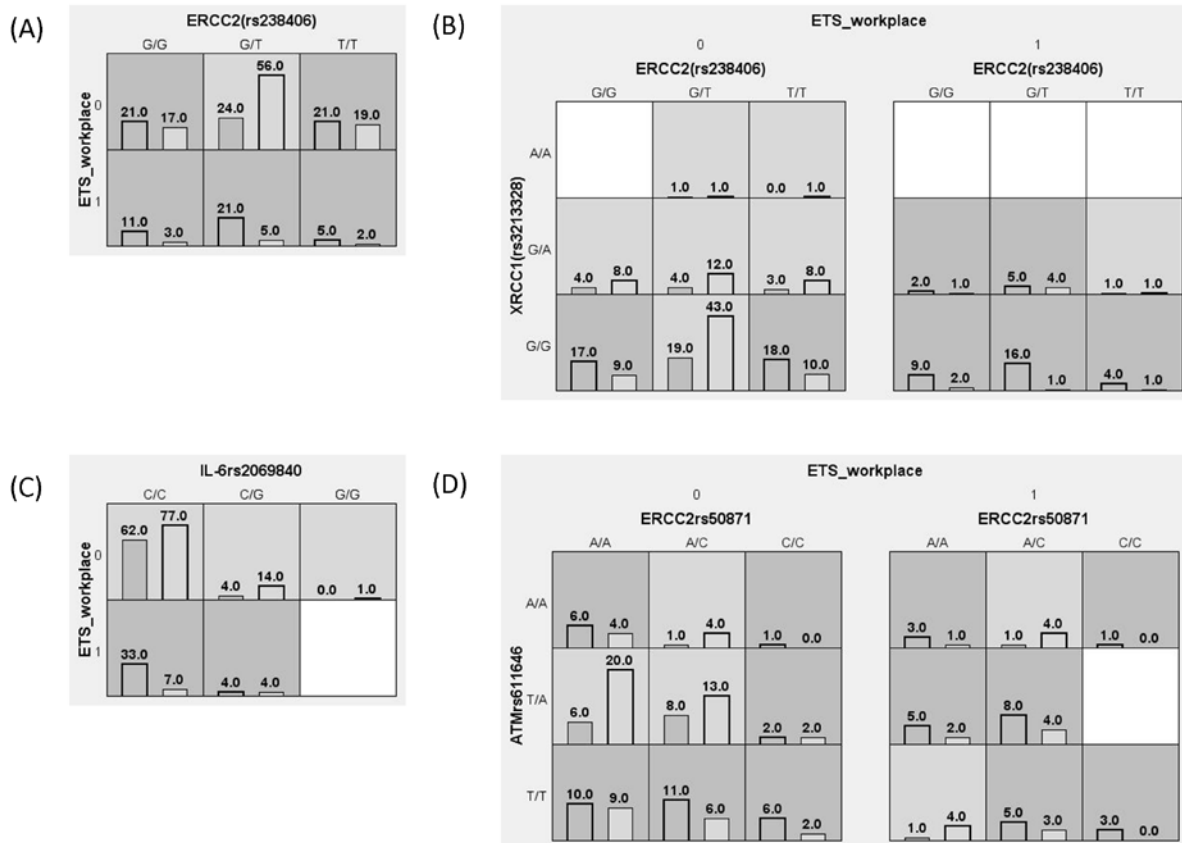 (A)
ERCC2(rs238406)
G/G G/T T/T
ETS_workplace
0
21.0 17.0 24.0 56.0 21.0 19.0
1
11.0 3.0 21.0 5.0 5.0 2.0
(B)
ETS_workplace
0 1
ERCC2(rs238406) ERCC2(rs238406)
G/G G/T T/T G/G G/T T/T
XRCC1(rs3213328)
A/A
1.0 1.0 0.0 1.0
G/A
4.0 8.0 4.0 12.0 3.0 8.0 2.0 1.0 5.0 4.0 1.0 1.0
G/G
17.0 9.0 19.0 43.0 18.0 10.0 9.0 2.0 16.0 1.0 4.0 1.0
(C)
IL-6rs2069840
C/C C/G G/G
ETS_workplace
0
62.0 77.0 4.0 14.0 0.0 1.0
1
33.0 7.0 4.0 4.0
(D)
ETS_workplace
0 1
ERCC2rs50871 ERCC2rs50871
A/A A/C C/C A/A A/C C/C
ATMrs611646
A/A
6.0 4.0 1.0 4.0 1.0 0.0 3.0 1.0 1.0 4.0 1.0 0.0
T/A
6.0 20.0 8.0 13.0 2.0 2.0 5.0 2.0 8.0 4.0
T/T
10.0 9.0 11.0 6.0 6.0 2.0 1.0 4.0 5.0 3.0 3.0 0.0